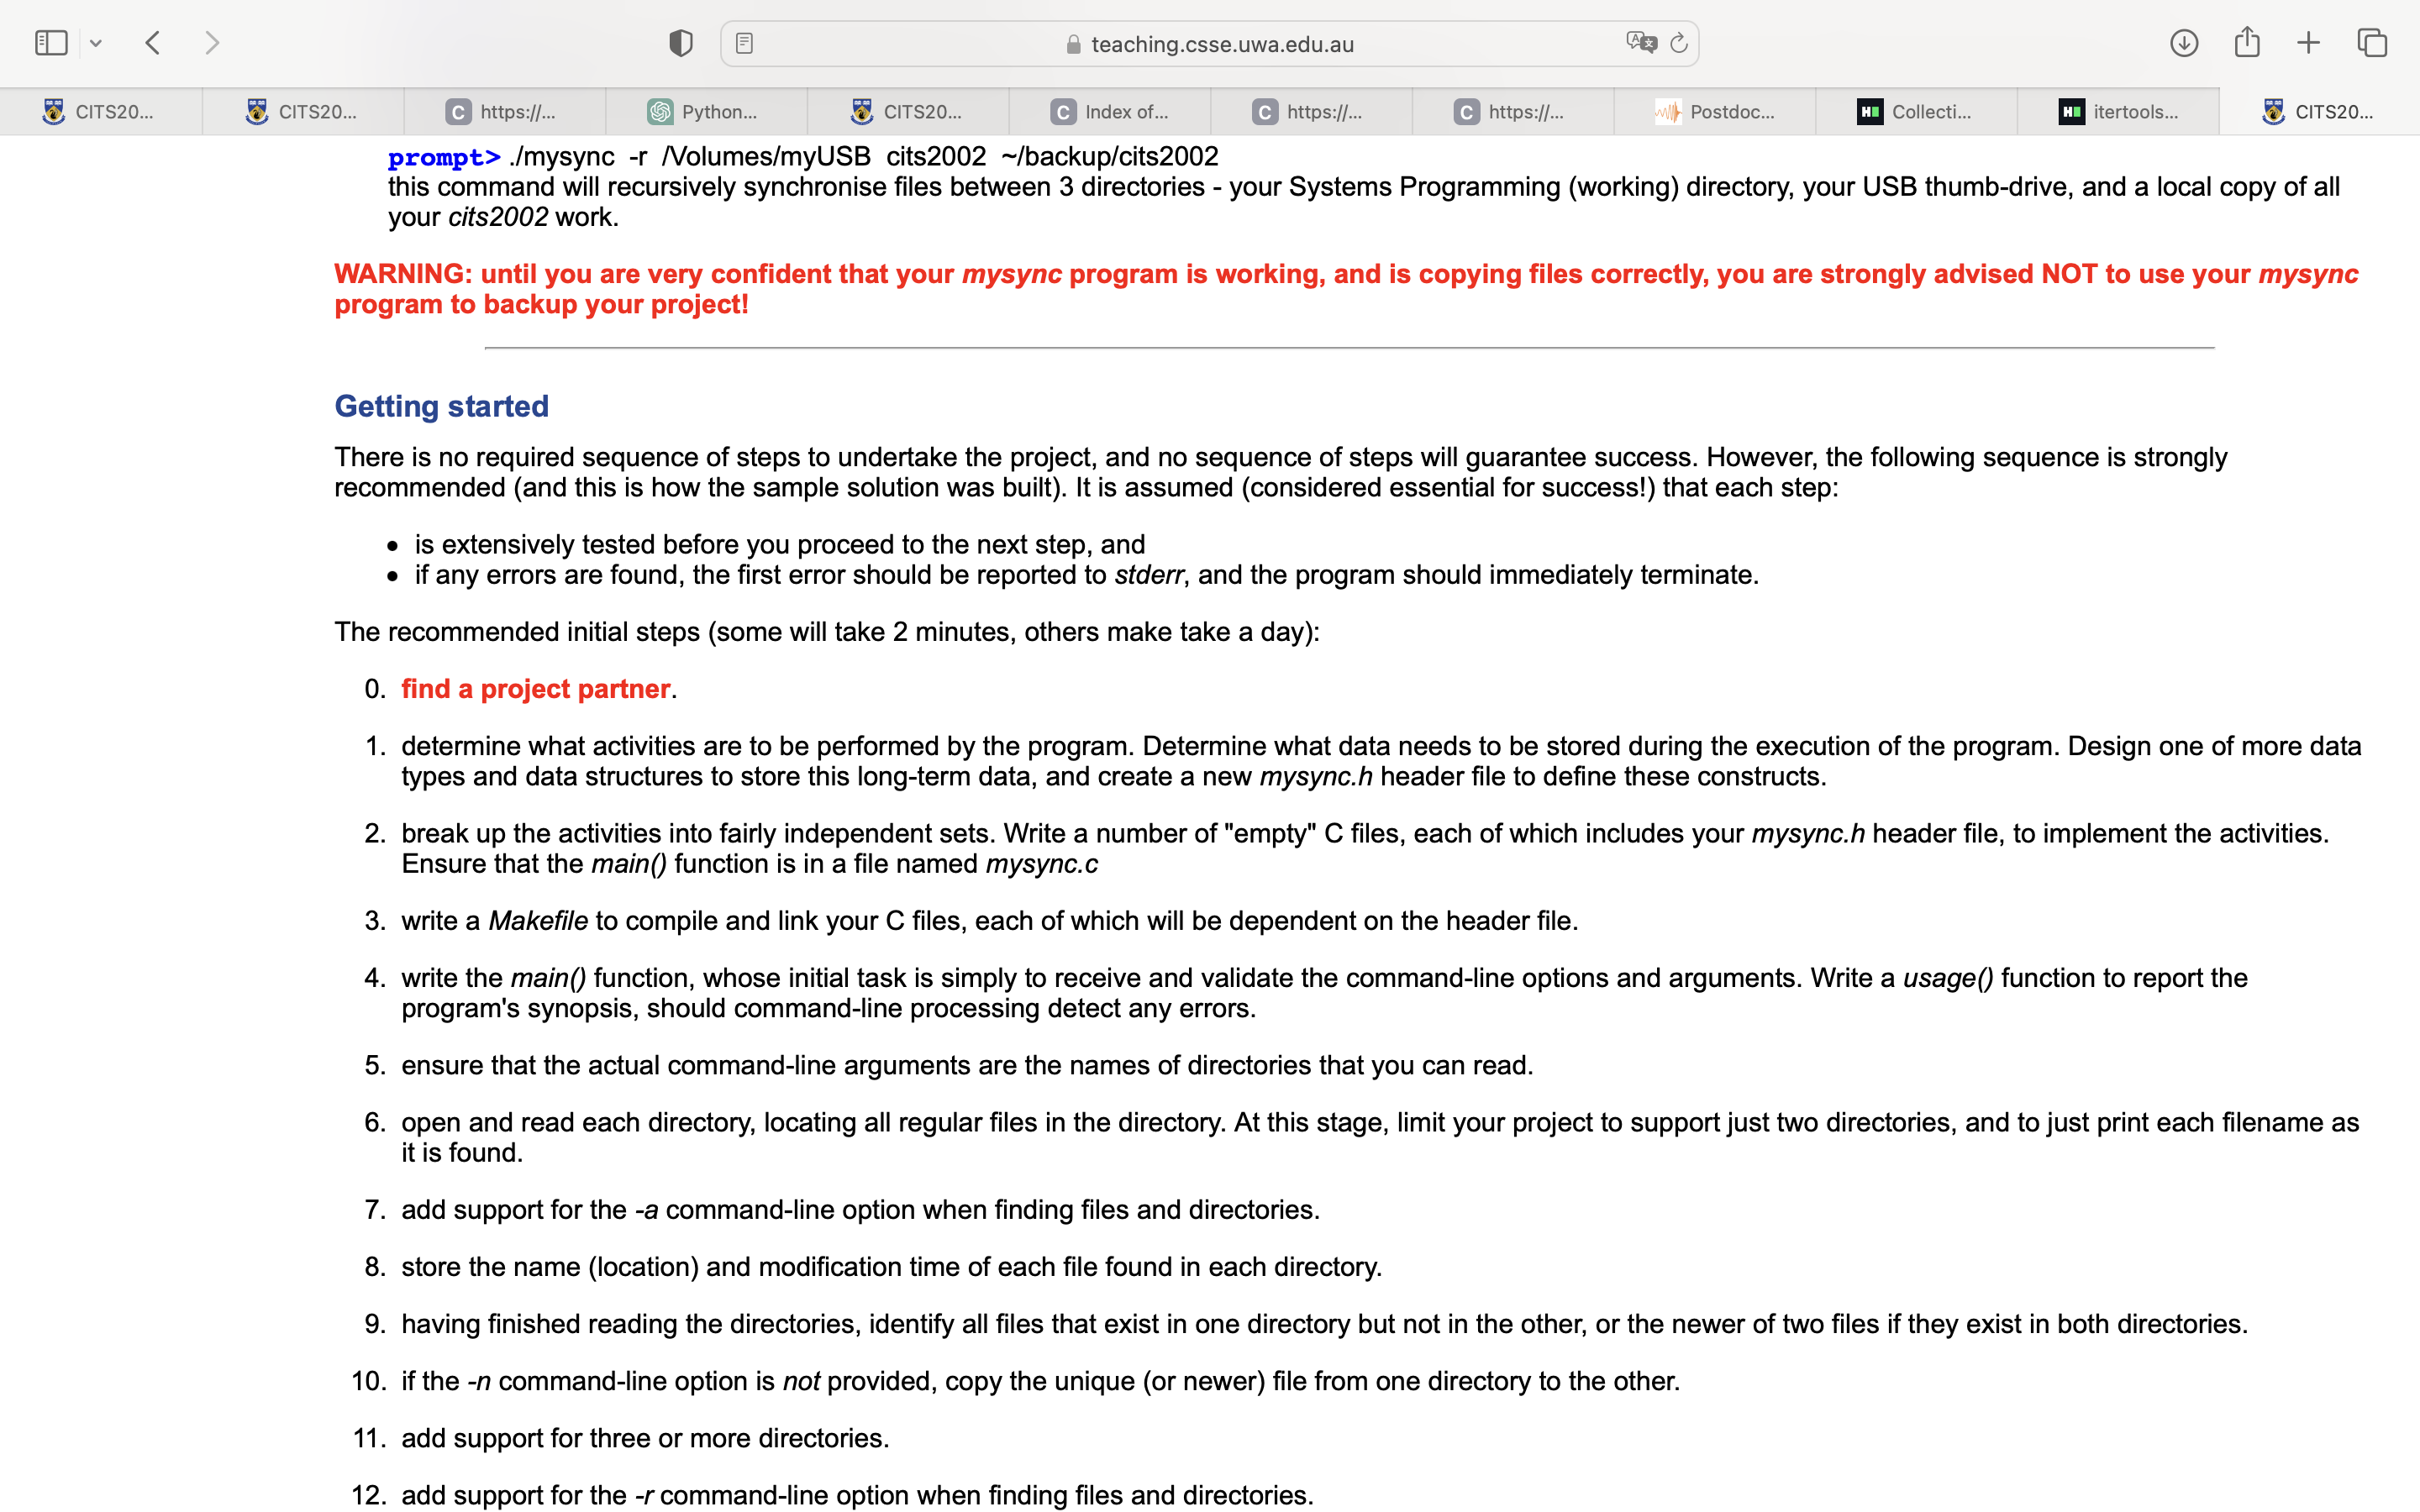 teaching.csse.uwa.edu.au
CITS20...
CITS20...
C https://...
Python...
CITS20...
C Index of...
C https://...
C https://...
Postdoc...
H Collecti...
H itertools...
CITS20...
prompt> ./mysync -r /Volumes/myUSB cits2002 ~/backup/cits2002
this command will recursively synchronise files between 3 directories - your Systems Programming (working) directory, your USB thumb-drive, and a local copy of all
your cits2002 work.
WARNING: until you are very confident that your mysync program is working, and is copying files correctly, you are strongly advised NOT to use your mysync
program to backup your project!
Getting started
There is no required sequence of steps to undertake the project, and no sequence of steps will guarantee success. However, the following sequence is strongly
recommended (and this is how the sample solution was built). It is assumed (considered essential for success!) that each step:
• is extensively tested before you proceed to the next step, and
• if any errors are found, the first error should be reported to stderr, and the program should immediately terminate.
The recommended initial steps (some will take 2 minutes, others make take a day):
0. find a project partner.
1. determine what activities are to be performed by the program. Determine what data needs to be stored during the execution of the program. Design one of more data
types and data structures to store this long-term data, and create a new mysync.h header file to define these constructs.
2. break up the activities into fairly independent sets. Write a number of "empty" C files, each of which includes your mysync.h header file, to implement the activities.
Ensure that the main() function is in a file named mysync.c
3. write a Makefile to compile and link your C files, each of which will be dependent on the header file.
4. write the main() function, whose initial task is simply to receive and validate the command-line options and arguments. Write a usage() function to report the
program's synopsis, should command-line processing detect any errors.
5. ensure that the actual command-line arguments are the names of directories that you can read.
6. open and read each directory, locating all regular files in the directory. At this stage, limit your project to support just two directories, and to just print each filename as
it is found.
7. add support for the -a command-line option when finding files and directories.
8. store the name (location) and modification time of each file found in each directory.
9. having finished reading the directories, identify all files that exist in one directory but not in the other, or the newer of two files if they exist in both directories.
10. if the -n command-line option is not provided, copy the unique (or newer) file from one directory to the other.
11. add support for three or more directories.
12. add support for the -r command-line option when finding files and directories.